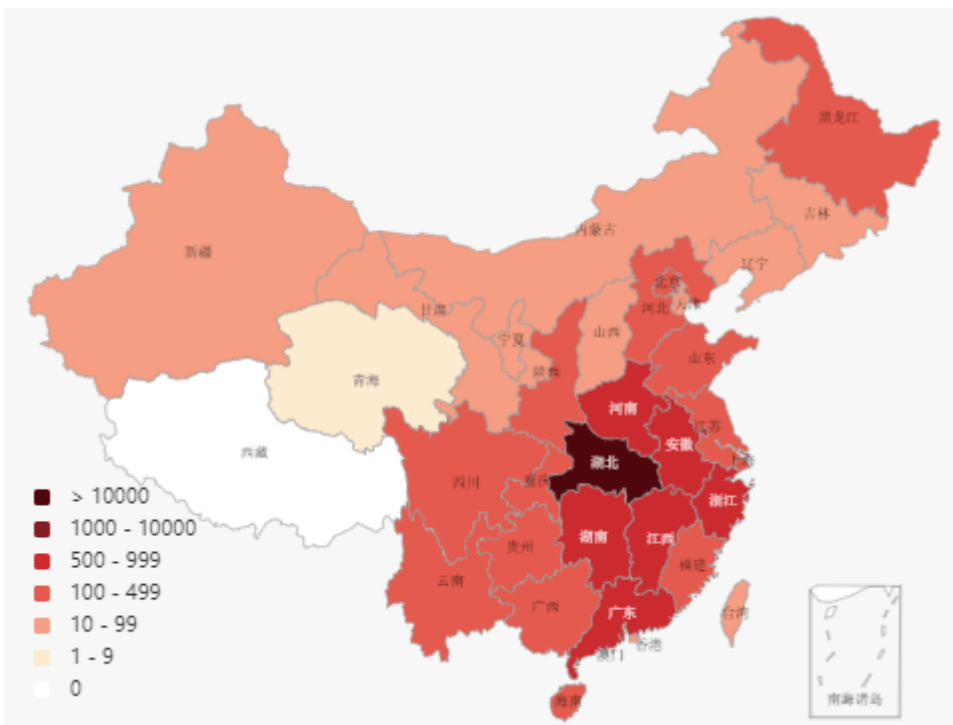 黑龙江
吉林
内蒙古
新疆
辽宁
北京
天津
河北
甘肃
山西
宁夏
山东
陕西
青海
河南
江苏
安徽
上海
西藏
湖北
四川
重庆
浙江
湖南
江西
贵州
福建
云南
广西
广东
台湾
香港
澳门
海南
南海诸岛
> 10000
1000 - 10000
500 - 999
100 - 499
10 - 99
1 - 9
0